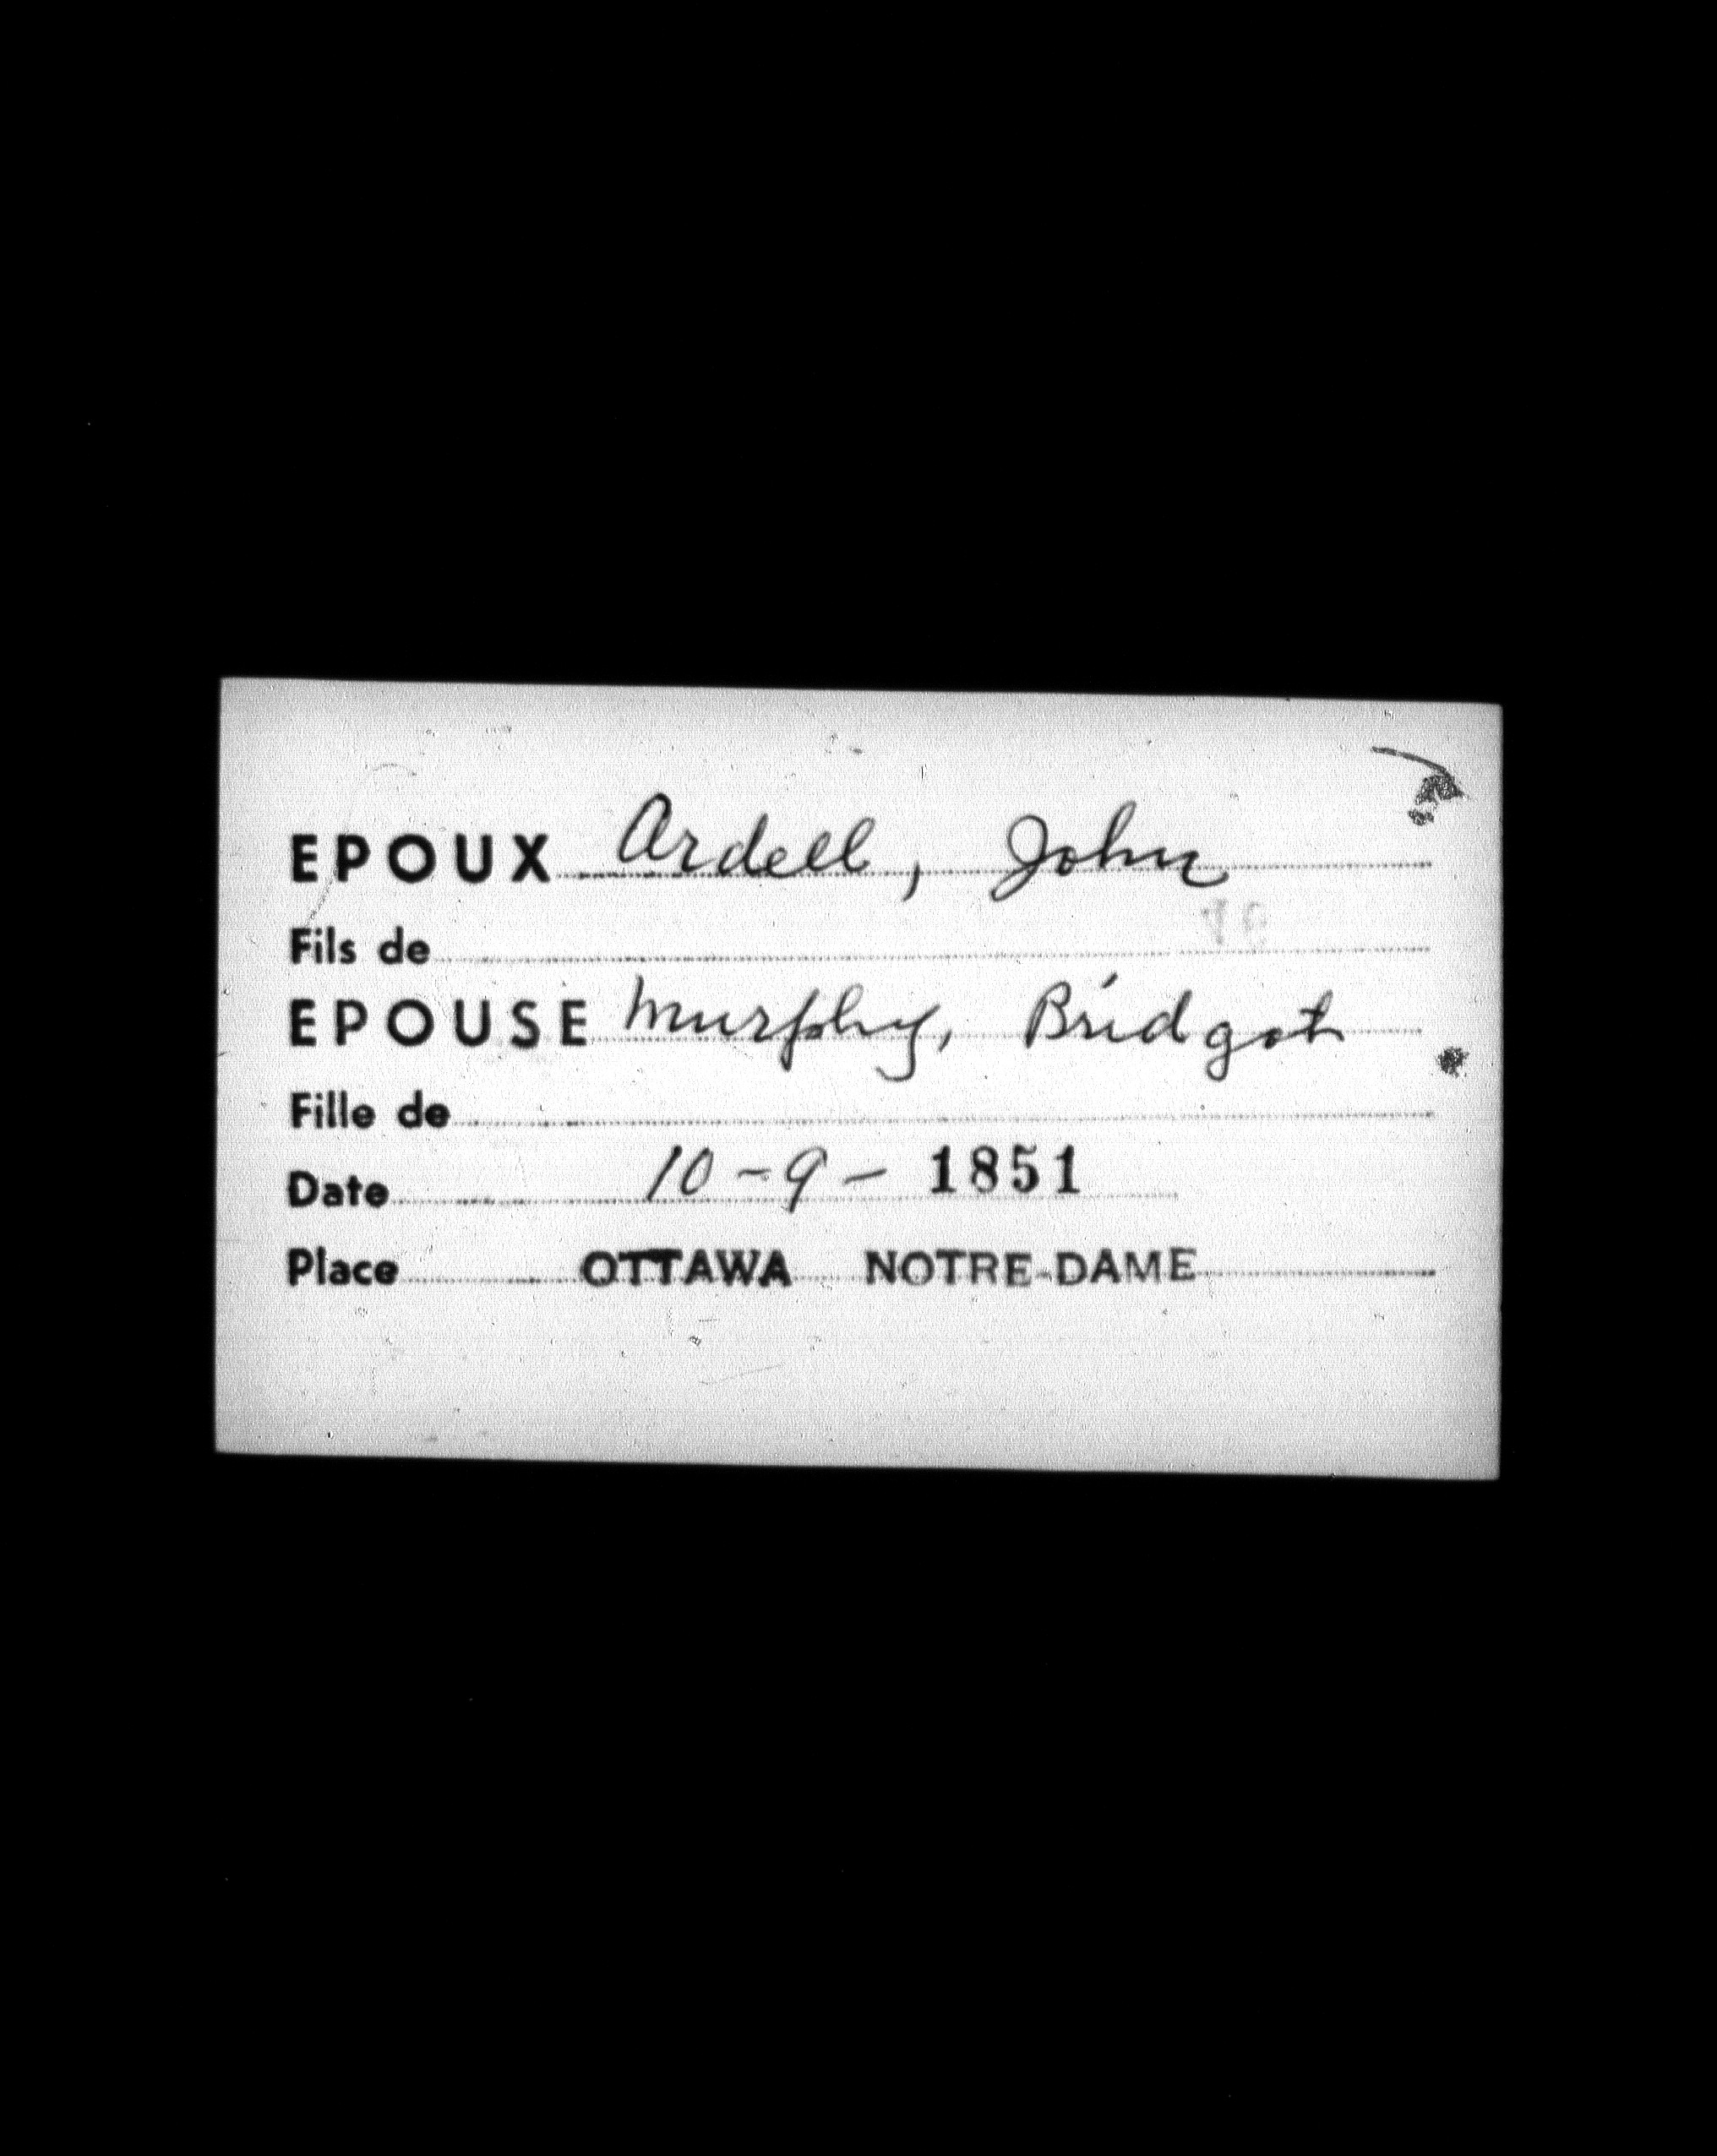 EPOUX Ardell, John
Fils de
EPOUSE Murphy, Bridget
Fille de
Date 10-9-1851
Place OTTAWA NOTRE-DAME